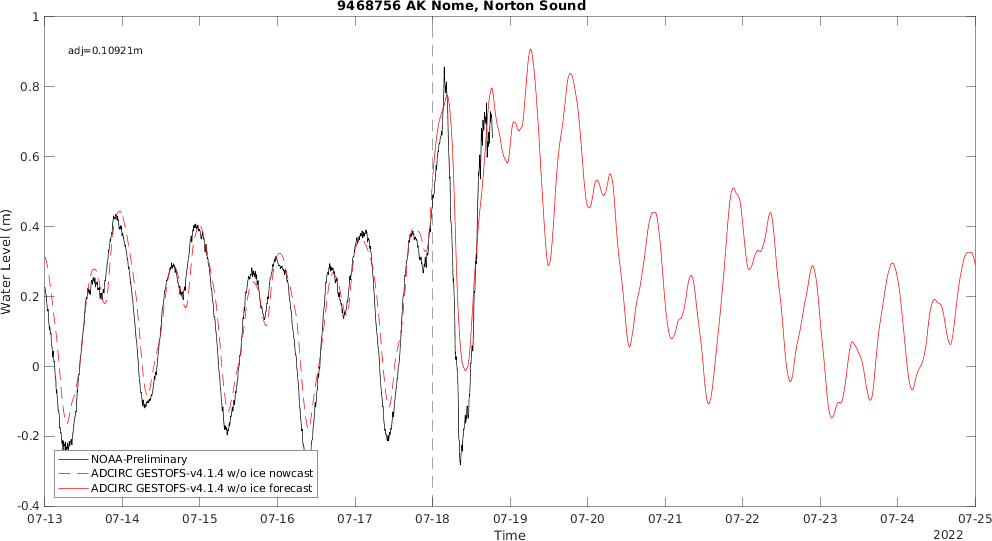 9468756 AK Nome, Norton Sound
adj=0.10921m
1
0.8
0.6
0.4
0.2
0
-0.2
-0.4
Water Level (m)
NOAA-Preliminary
ADCIRC GESTOFS-v4.1.4 w/o ice nowcast
ADCIRC GESTOFS-v4.1.4 w/o ice forecast
07-13 07-14 07-15 07-16 07-17 07-18 07-19 07-20 07-21 07-22 07-23 07-24 07-25
Time
2022